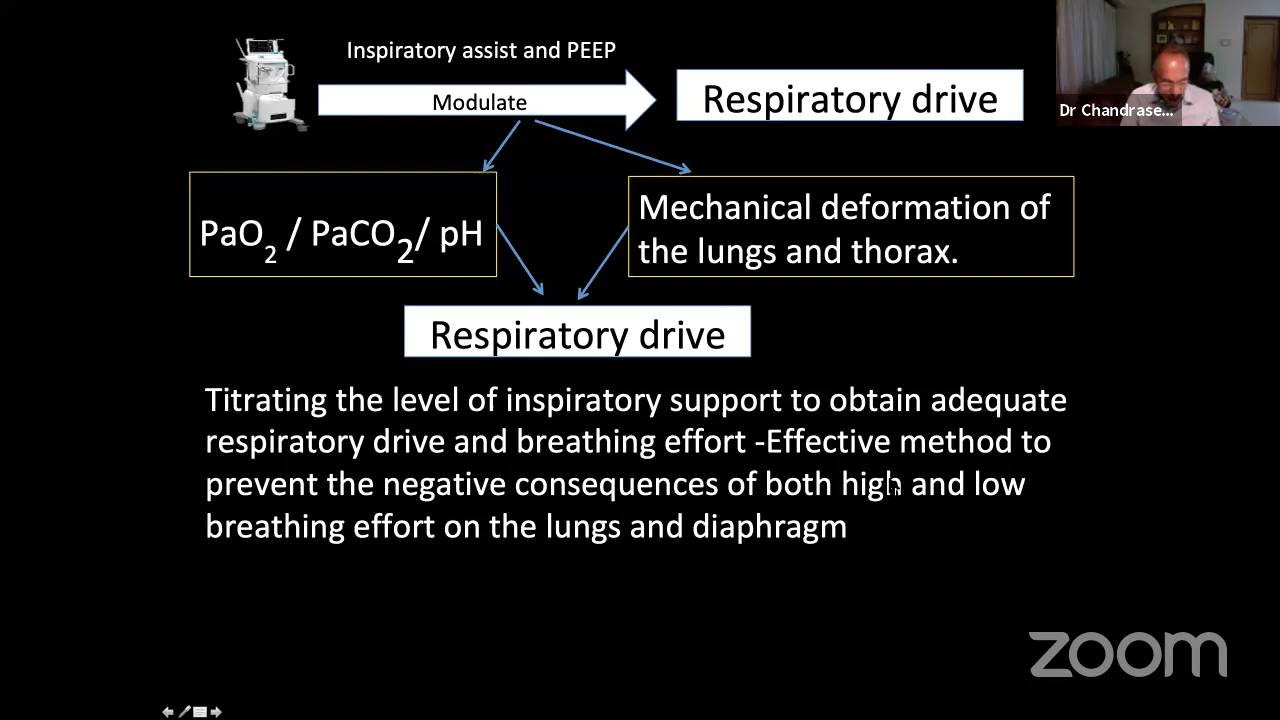 Inspiratory assist and PEEP
Modulate
Respiratory drive
Dr Chandrase...
PaO2 / PaCO2/ pH
Mechanical deformation of
the lungs and thorax.
Respiratory drive
Titrating the level of inspiratory support to obtain adequate
respiratory drive and breathing effort -Effective method to
prevent the negative consequences of both high and low
breathing effort on the lungs and diaphragm
zoom